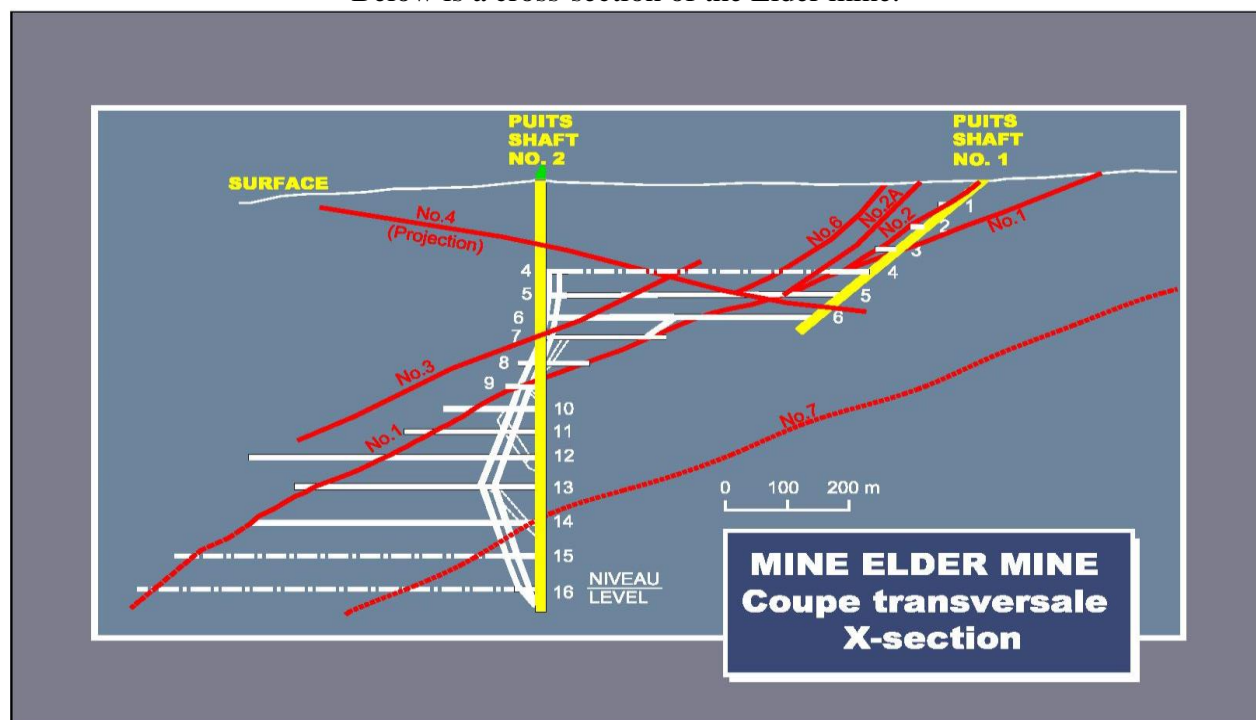 Below is a cross-section of the Elder mine.
PUITS
SHAFT
NO. 2
PUITS
SHAFT
NO. 1
SURFACE
No.4
(Projection)
No.6
No.2A
No.2
No.1
1
2
3
4
4
5
5
6
6
7
8
9
No.3
No.1
No.7
10
11
12
13
14
15
16
NIVEAU
LEVEL
0 100 200 m
MINE ELDER MINE
Coupe transversale
X-section